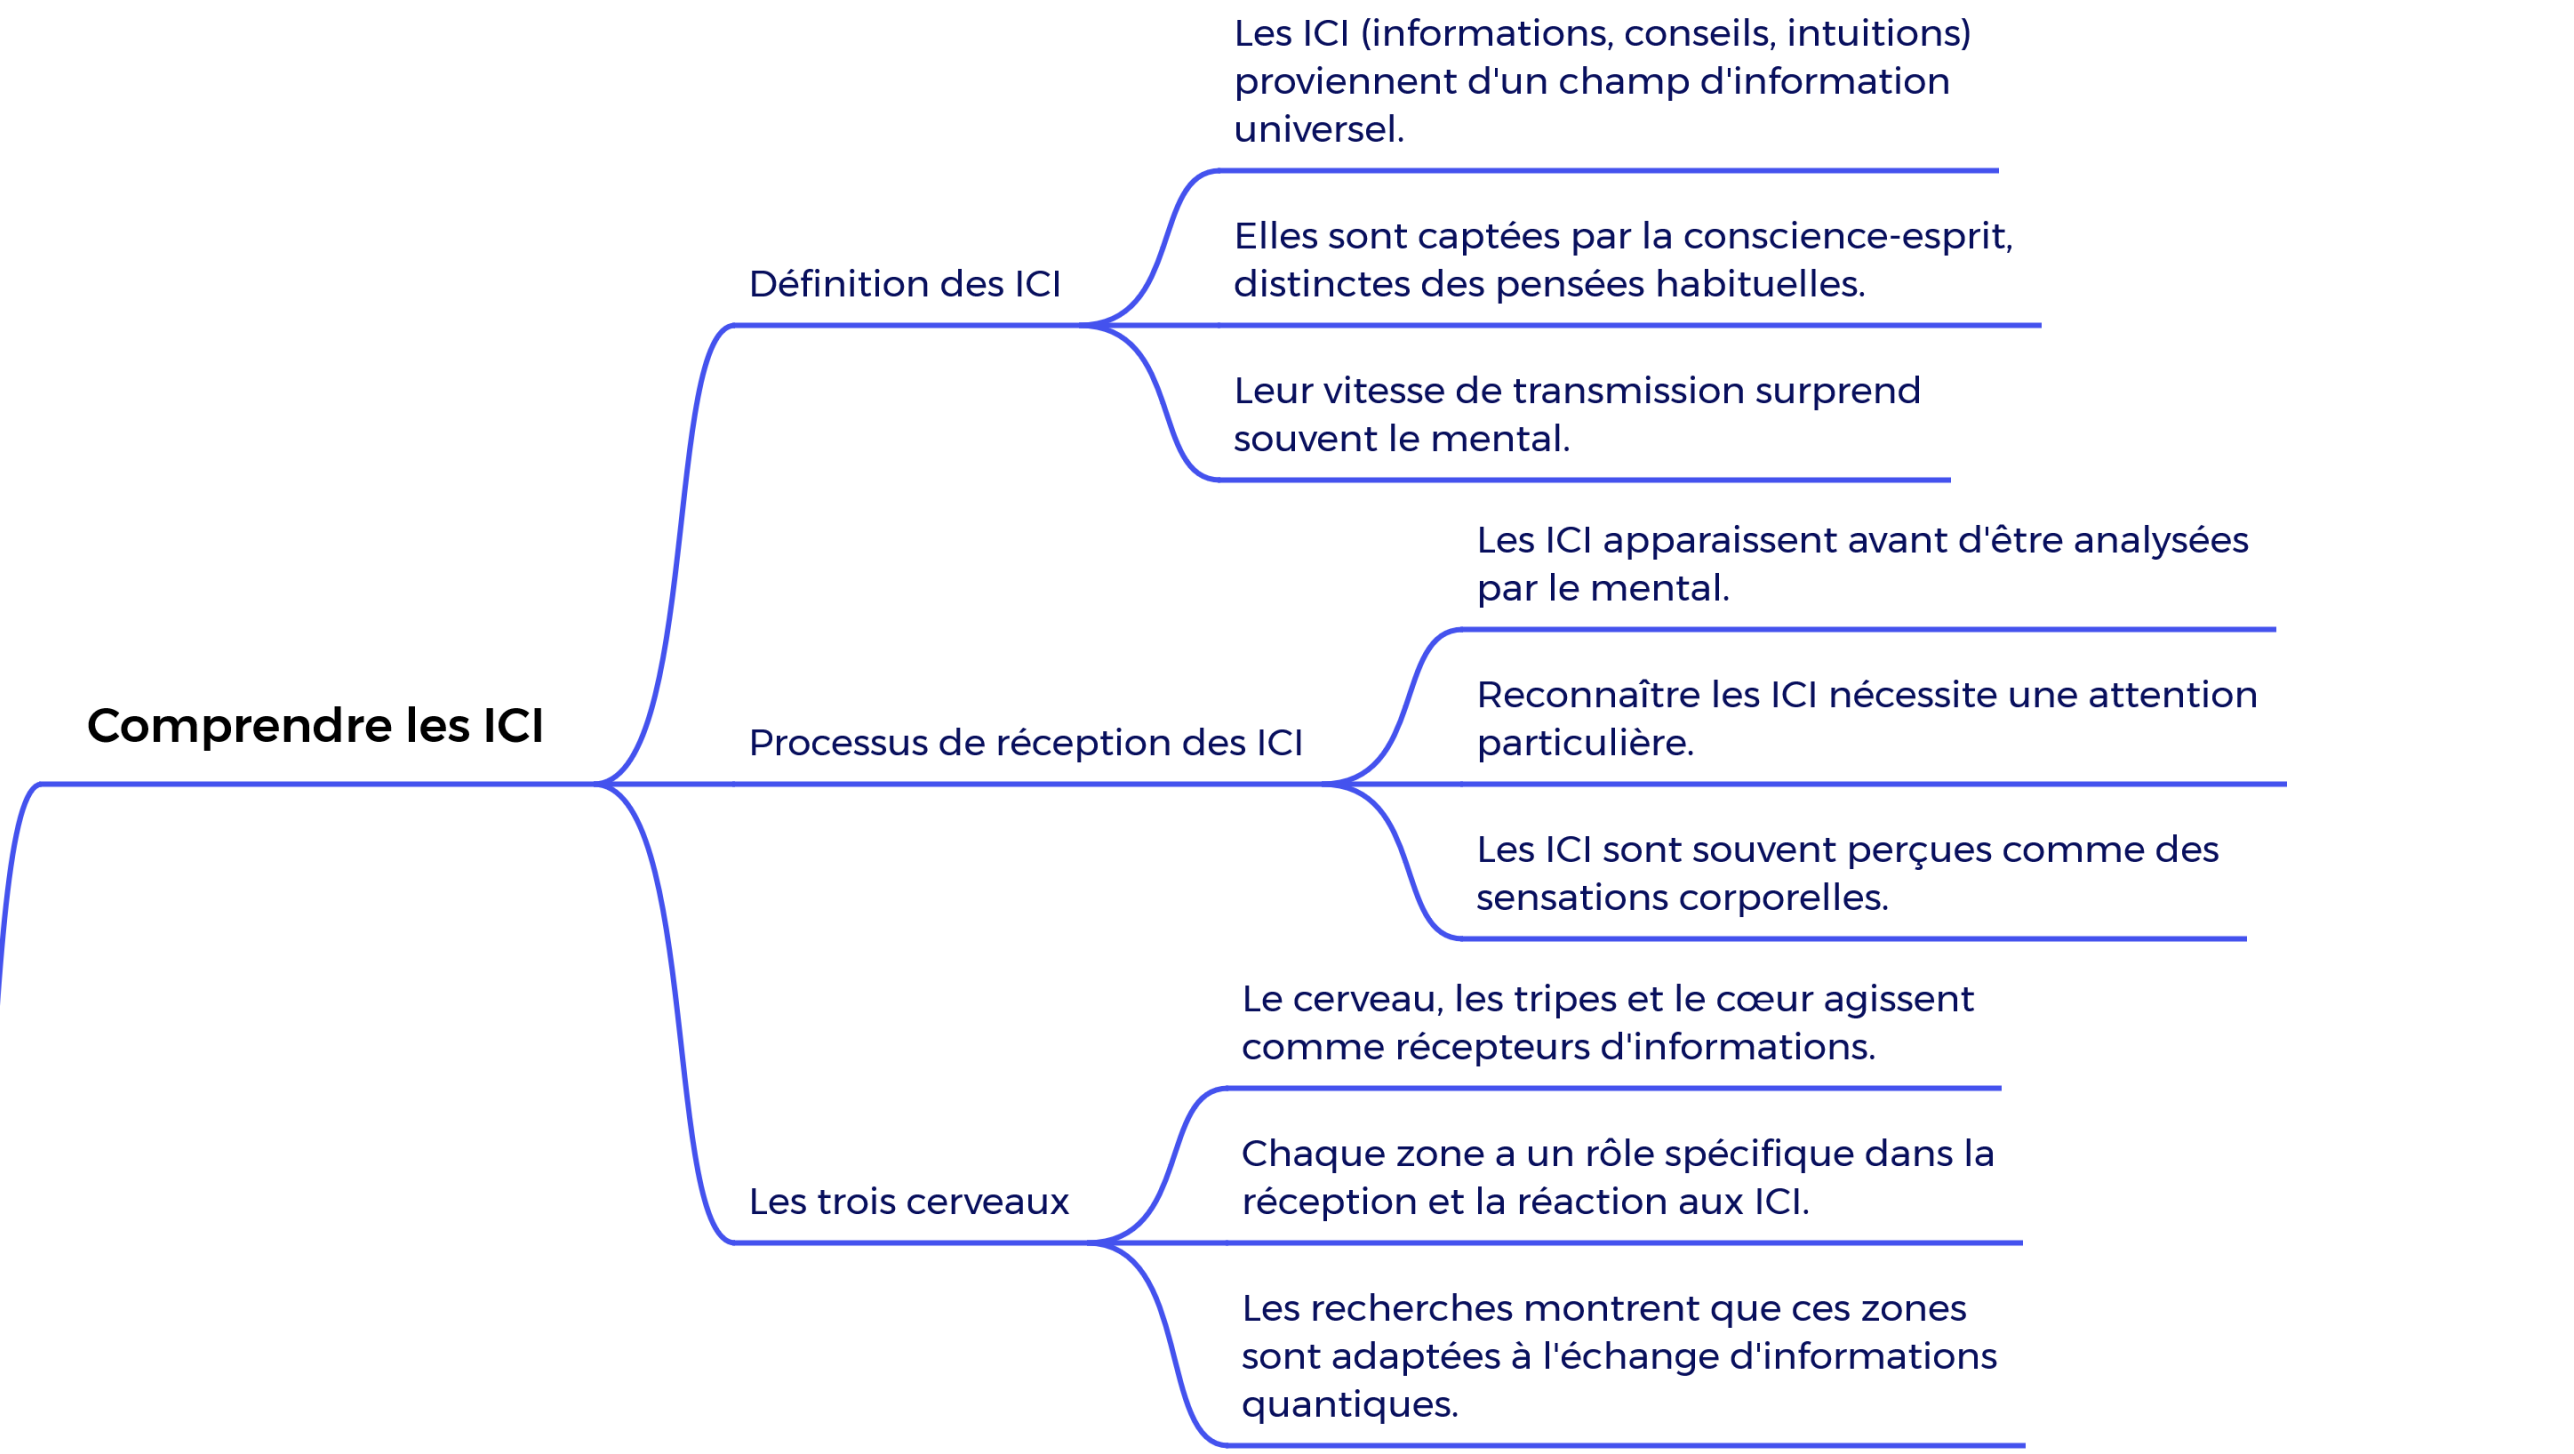 Comprendre les ICI
Définition des ICI
Les ICI (informations, conseils, intuitions)
proviennent d'un champ d'information
universel.
Elles sont captées par la conscience-esprit,
distinctes des pensées habituelles.
Leur vitesse de transmission surprend
souvent le mental.
Processus de réception des ICI
Les ICI apparaissent avant d'être analysées
par le mental.
Reconnaître les ICI nécessite une attention
particulière.
Les ICI sont souvent perçues comme des
sensations corporelles.
Les trois cerveaux
Le cerveau, les tripes et le cœur agissent
comme récepteurs d'informations.
Chaque zone a un rôle spécifique dans la
réception et la réaction aux ICI.
Les recherches montrent que ces zones
sont adaptées à l'échange d'informations
quantiques.